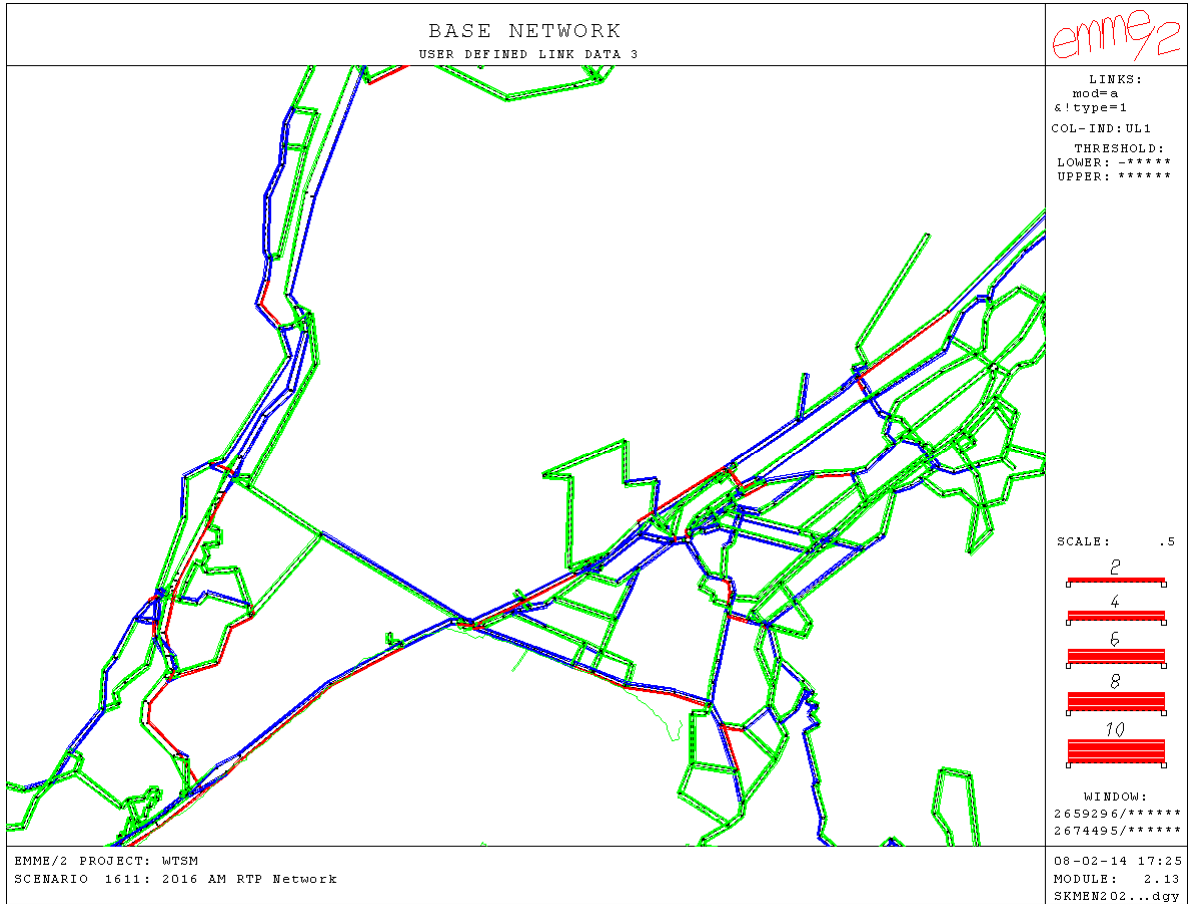 BASE NETWORK
USER DEFINED LINK DATA 3
emme/2
LINKS:
mod=a
&!type=1
COL-IND:UL1
THRESHOLD:
LOWER: -*****
UPPER: ******
SCALE: .5
2
4
6
8
10
WINDOW:
2659296/******
2674495/******
EMME/2 PROJECT: WTSM
SCENARIO 1611: 2016 AM RTP Network
08-02-14 17:25
MODULE: 2.13
SKMEN202...dgy